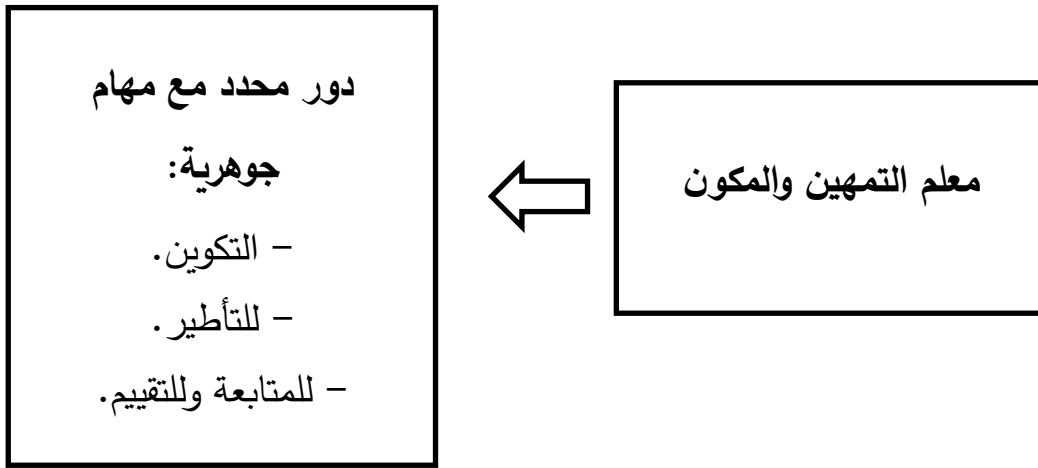 معلم التمهين والمكون
دور محدد مع مهام
جوهرية:
– التكوين.
– للتأطير.
– للمتابعة وللتقييم.